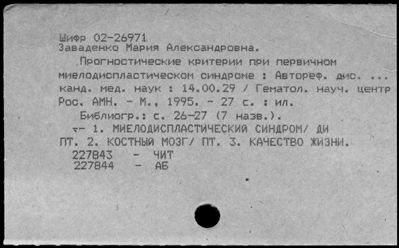 Шифр 02-26971
Заваденко Мария Александровна.
Прогностические критерии при первичном
миелодиспластическом синдроме : Автореф. дис. ...
канд. мед. наук : 14.00.29 / Гематол. науч. центр
Рос. АМН. - М., 1995. - 27 с. : ил.
Библиогр.: с. 26-27 (7 назв.).
-- 1. МИЕЛОДИСПЛАСТИЧЕСКИЙ СИНДРОМ/ ДИ
ПТ. 2. КОСТНЫЙ МОЗГ/ ПТ. 3. КАЧЕСТВО ЖИЗНИ.
227843 - ЧИТ
227844 - АБ